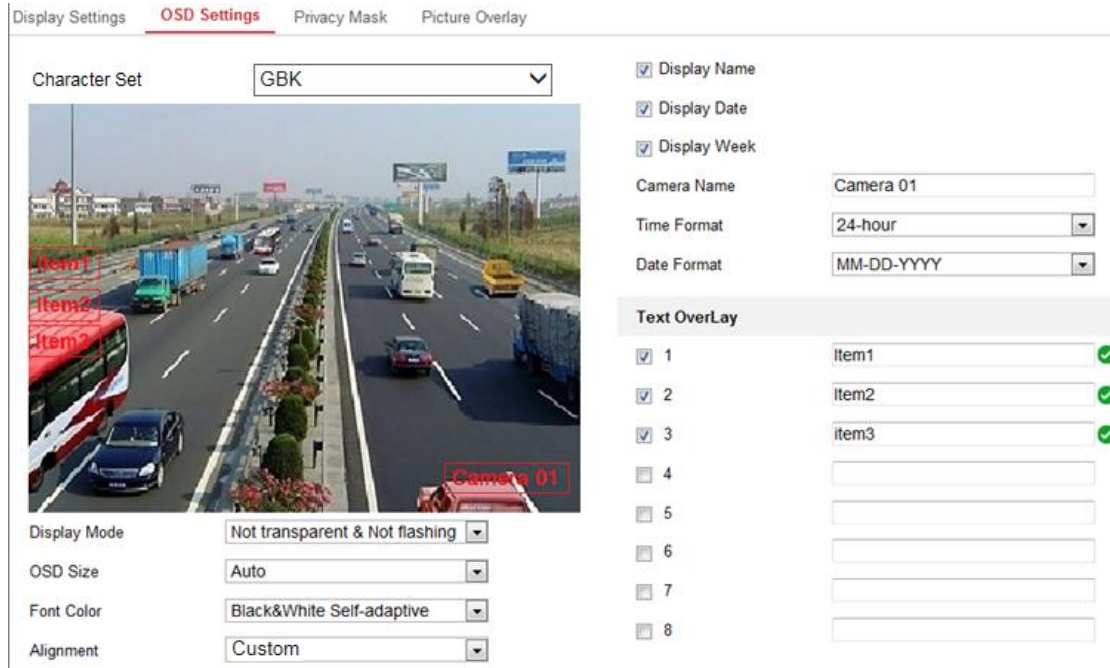 Display Settings OSD Settings Privacy Mask Picture Overlay
Character Set GBK
Item1
Item2
Item3
Camera 01
Display Mode Not transparent & Not flashing
OSD Size Auto
Font Color Black&White Self-adaptive
Alignment Custom
Display Name
Display Date
Display Week
Camera Name Camera 01
Time Format 24-hour
Date Format MM-DD-YYYY
Text OverLay
1 Item1
2 Item2
3 item3
4
5
6
7
8